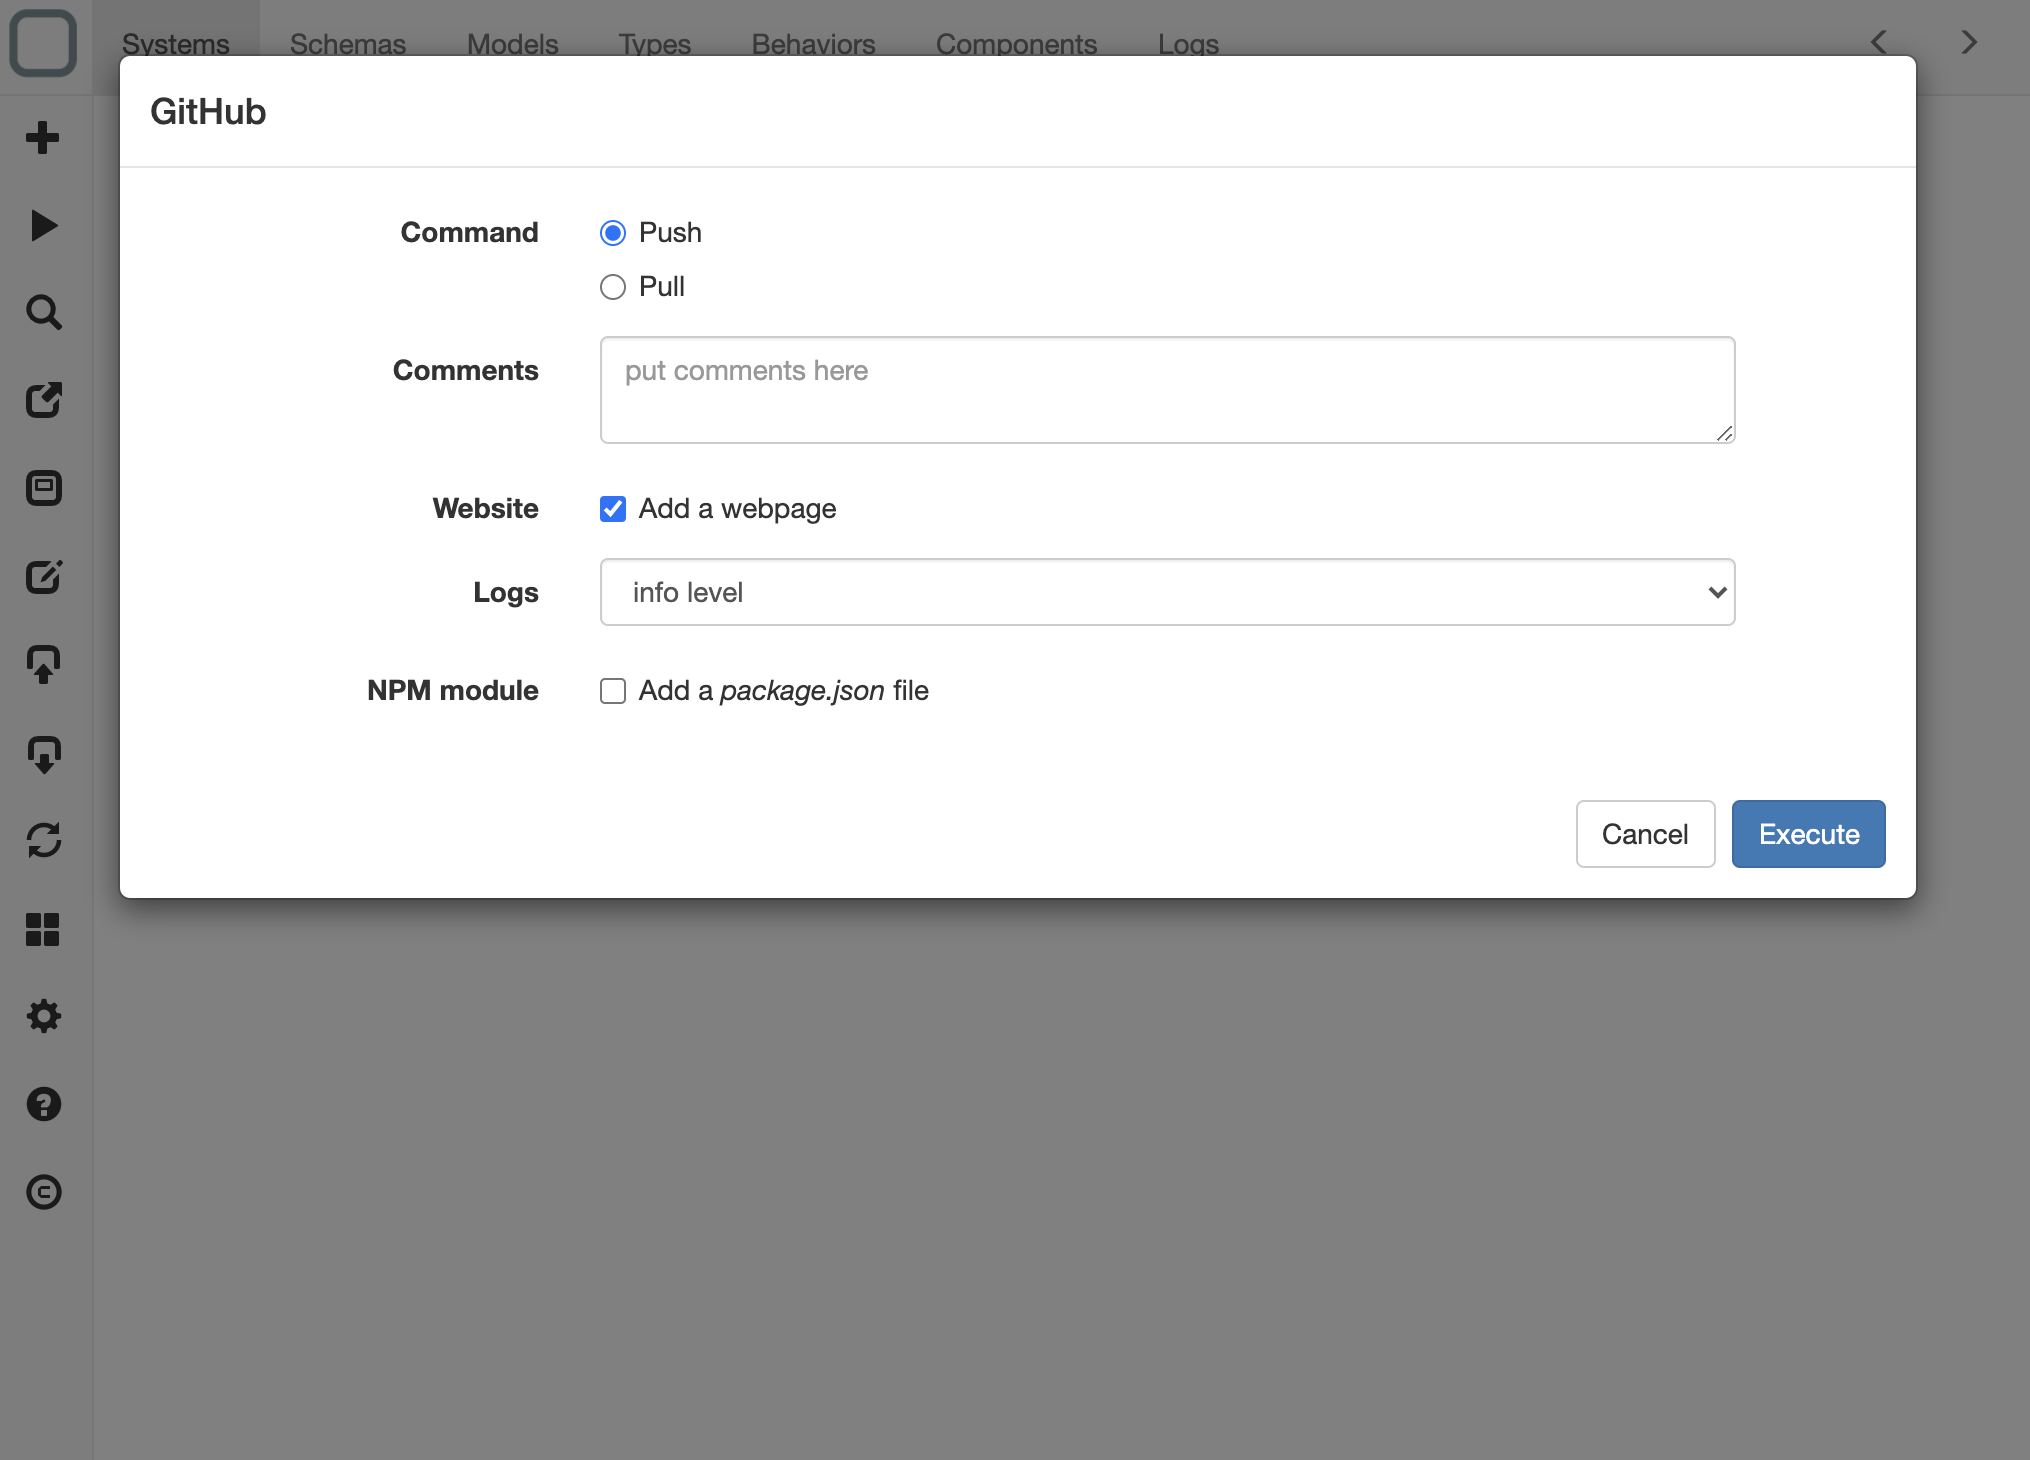 Systems Schemas Models Types Behaviors Components Logs
GitHub
Command Push
Pull
Comments put comments here
Website Add a webpage
Logs info level
NPM module Add a package.json file
Cancel Execute